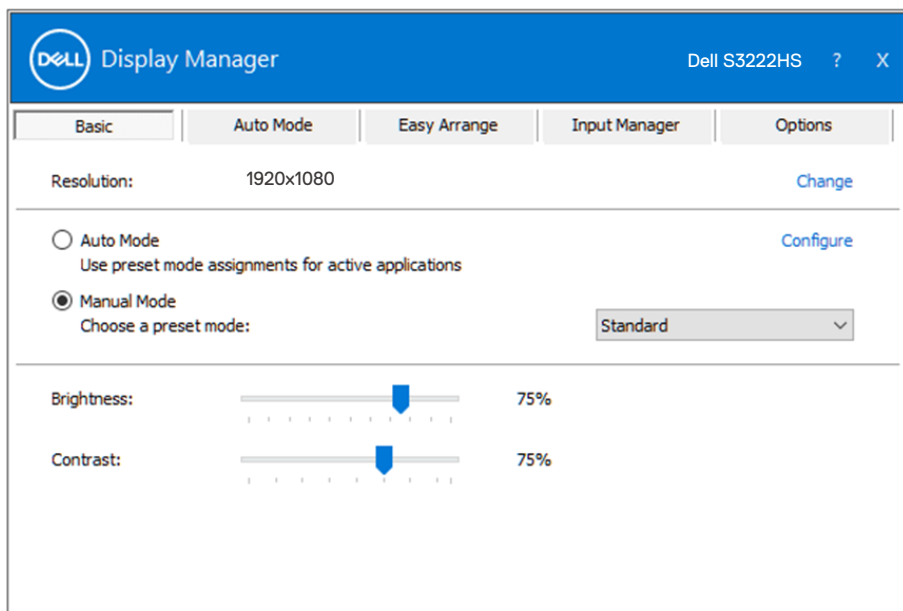 DELL Display Manager Dell S3222HS ? X
Basic Auto Mode Easy Arrange Input Manager Options
Resolution: 1920x1080 Change
Auto Mode Configure
Use preset mode assignments for active applications
Manual Mode
Choose a preset mode: Standard
Brightness: 75%
Contrast: 75%